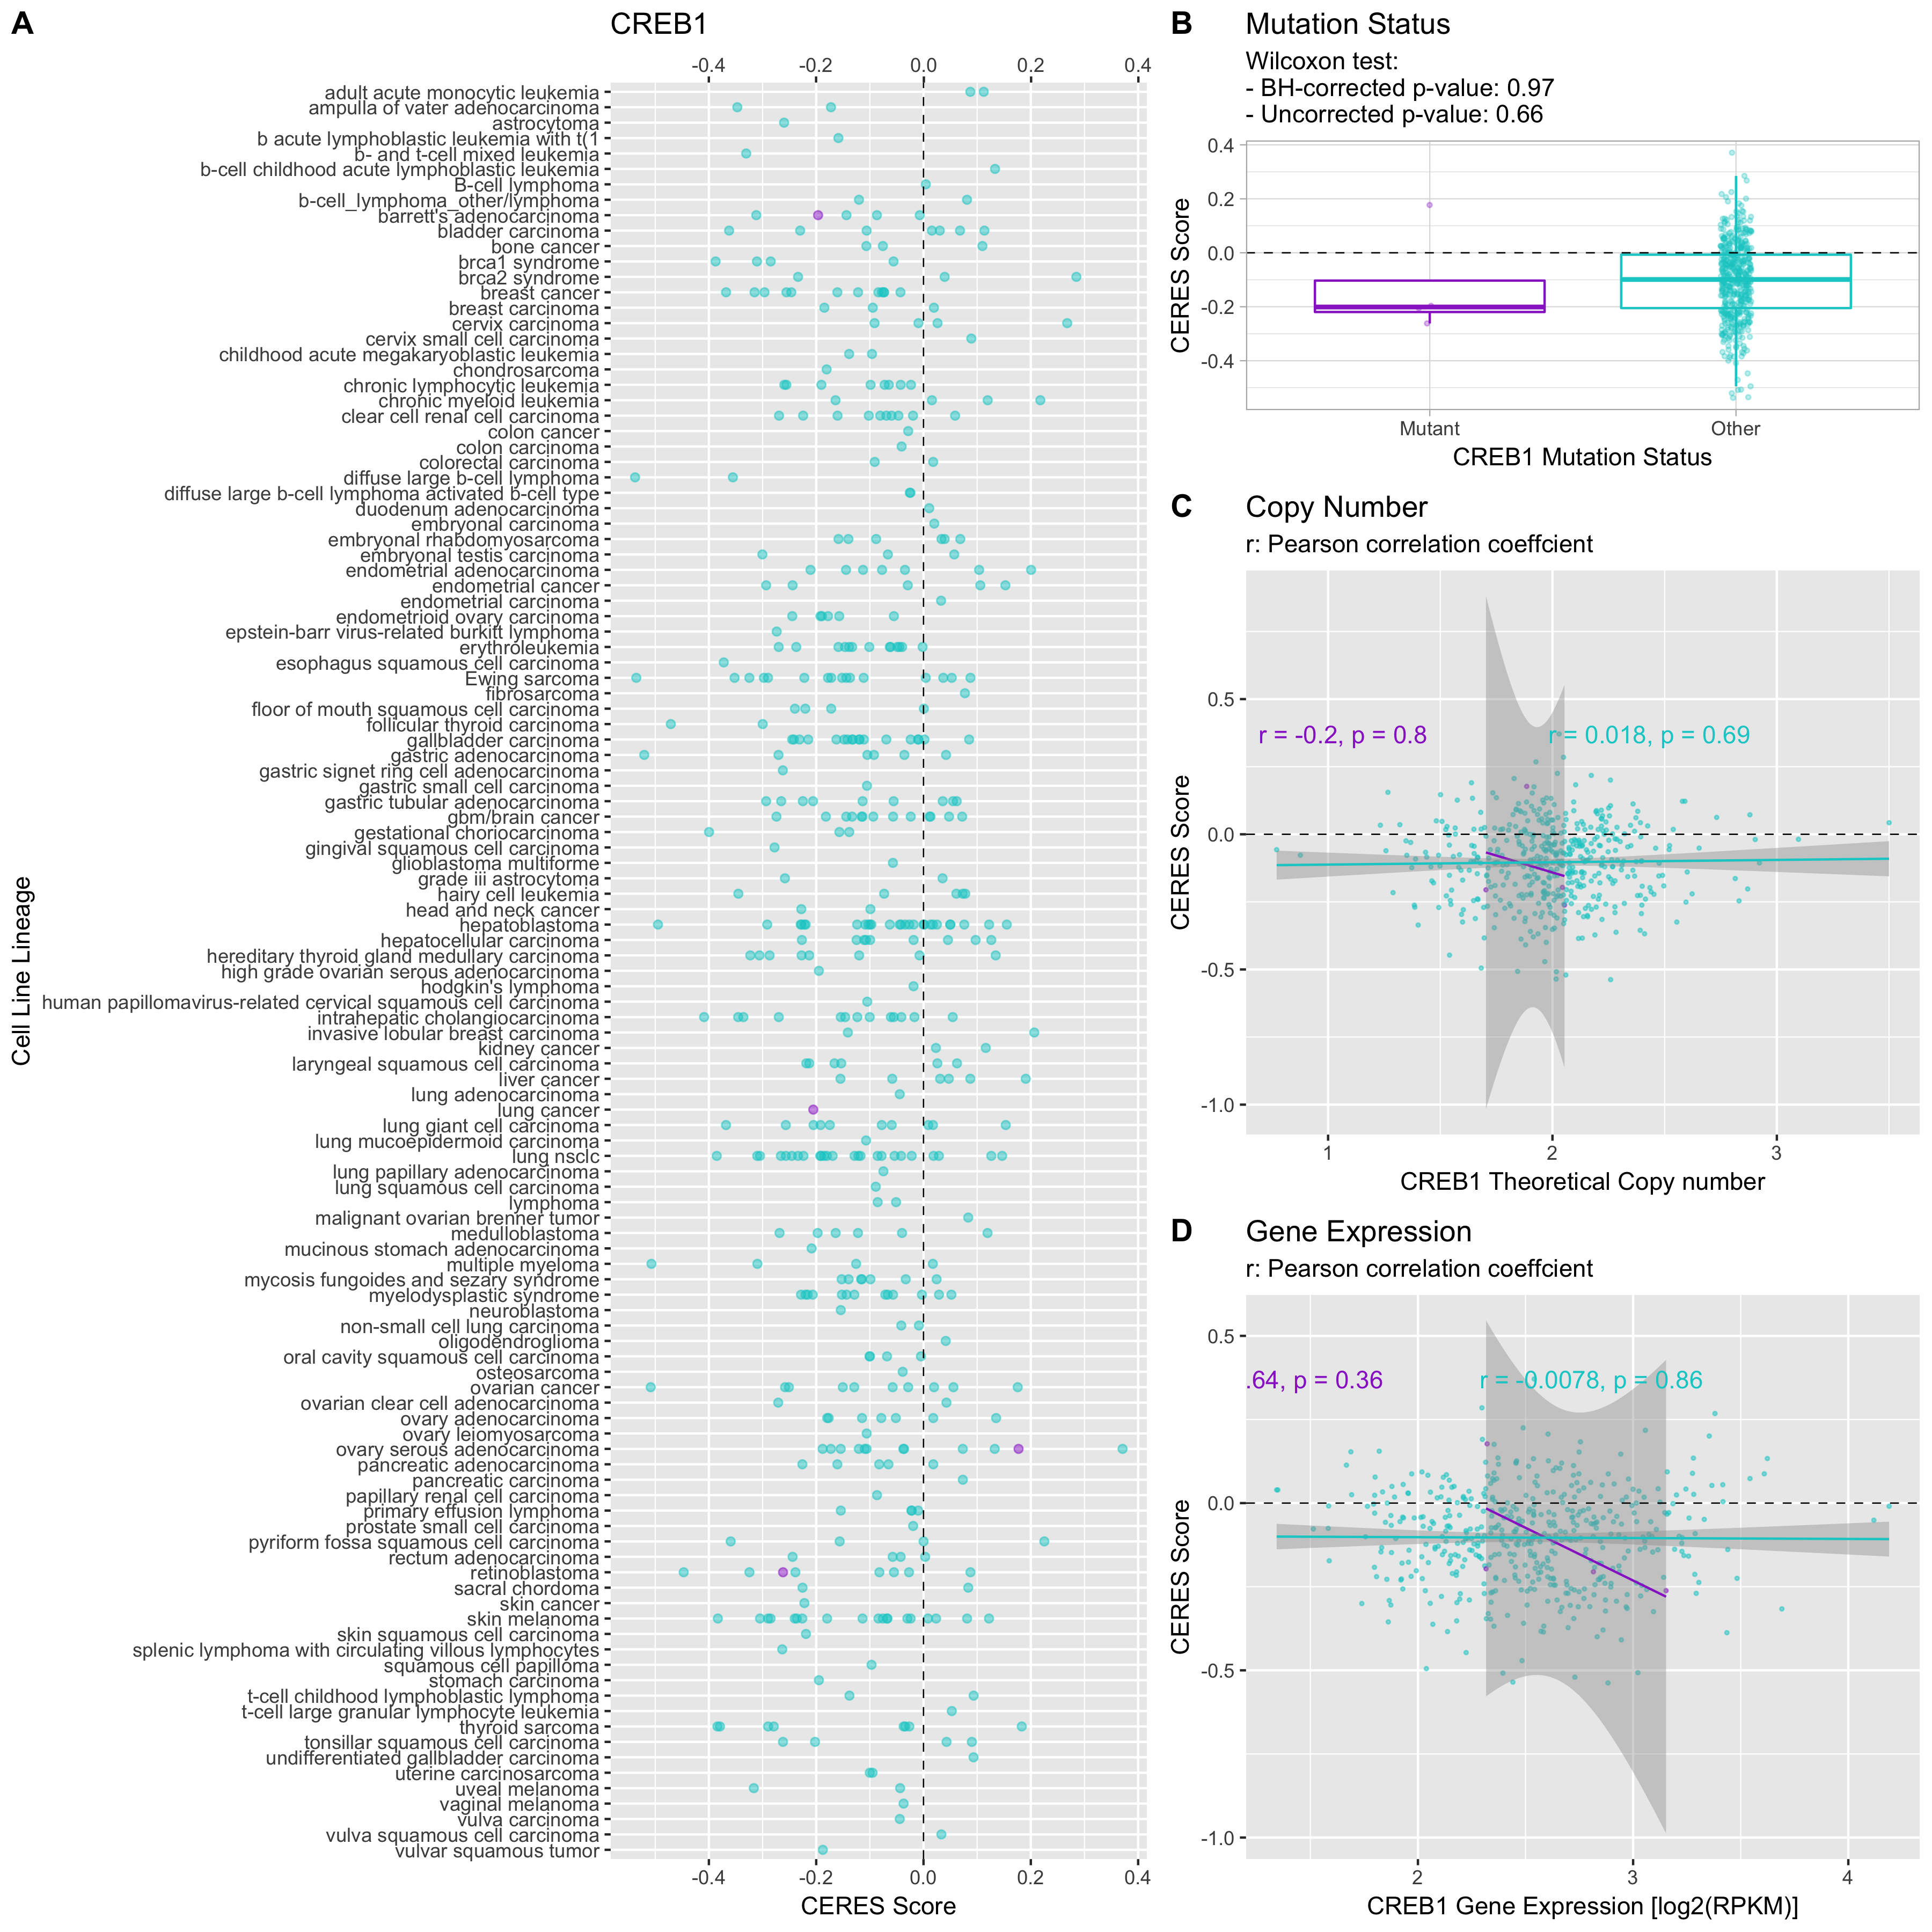 A
CREB1
-0.4 -0.2 0.0 0.2 0.4
adult acute monocytic leukemia
ampulla of vater adenocarcinoma
astrocytoma
b acute lymphoblastic leukemia with t(1
b- and t-cell mixed leukemia
b-cell childhood acute lymphoblastic leukemia
B-cell lymphoma
b-cell_lymphoma_other/lymphoma
barrett's adenocarcinoma
bladder carcinoma
bone cancer
brca1 syndrome
brca2 syndrome
breast cancer
breast carcinoma
cervix carcinoma
cervix small cell carcinoma
childhood acute megakaryoblastic leukemia
chondrosarcoma
chronic lymphocytic leukemia
chronic myeloid leukemia
clear cell renal cell carcinoma
colon cancer
colon carcinoma
colorectal carcinoma
diffuse large b-cell lymphoma
diffuse large b-cell lymphoma activated b-cell type
duodenum adenocarcinoma
embryonal carcinoma
embryonal rhabdomyosarcoma
embryonal testis carcinoma
endometrial adenocarcinoma
endometrial cancer
endometrial carcinoma
endometrioid ovary carcinoma
epstein-barr virus-related burkitt lymphoma
erythroleukemia
esophagus squamous cell carcinoma
Ewing sarcoma
fibrosarcoma
floor of mouth squamous cell carcinoma
follicular thyroid carcinoma
gallbladder carcinoma
gastric adenocarcinoma
gastric signet ring cell adenocarcinoma
gastric small cell carcinoma
gastric tubular adenocarcinoma
gbm/brain cancer
gestational choriocarcinoma
gingival squamous cell carcinoma
glioblastoma multiforme
grade iii astrocytoma
hairy cell leukemia
head and neck cancer
hepatoblastoma
hepatocellular carcinoma
hereditary thyroid gland medullary carcinoma
high grade ovarian serous adenocarcinoma
hodgkin's lymphoma
human papillomavirus-related cervical squamous cell carcinoma
intrahepatic cholangiocarcinoma
invasive lobular breast carcinoma
kidney cancer
laryngeal squamous cell carcinoma
liver cancer
lung adenocarcinoma
lung cancer
lung giant cell carcinoma
lung mucoepidermoid carcinoma
lung nsclc
lung papillary adenocarcinoma
lung squamous cell carcinoma
lymphoma
malignant ovarian brenner tumor
medulloblastoma
mucinous stomach adenocarcinoma
multiple myeloma
mycosis fungoides and sezary syndrome
myelodysplastic syndrome
neuroblastoma
non-small cell lung carcinoma
oligodendroglioma
oral cavity squamous cell carcinoma
osteosarcoma
ovarian cancer
ovarian clear cell adenocarcinoma
ovary adenocarcinoma
ovary leiomyosarcoma
ovary serous adenocarcinoma
pancreatic adenocarcinoma
pancreatic carcinoma
papillary renal cell carcinoma
primary effusion lymphoma
prostate small cell carcinoma
pyriform fossa squamous cell carcinoma
rectum adenocarcinoma
retinoblastoma
sacral chordoma
skin cancer
skin melanoma
skin squamous cell carcinoma
splenic lymphoma with circulating villous lymphocytes
squamous cell papilloma
stomach carcinoma
t-cell childhood lymphoblastic lymphoma
t-cell large granular lymphocyte leukemia
thyroid sarcoma
tonsillar squamous cell carcinoma
undifferentiated gallbladder carcinoma
uterine carcinosarcoma
uveal melanoma
vaginal melanoma
vulva carcinoma
vulva squamous cell carcinoma
vulvar squamous tumor
-0.4 -0.2 0.0 0.2 0.4
CERES Score
Cell Line Lineage
B
Mutation Status
Wilcoxon test:
- BH-corrected p-value: 0.97
- Uncorrected p-value: 0.66
0.4
0.2
0.0
-0.2
-0.4
CERES Score
Mutant Other
CREB1 Mutation Status
C
Copy Number
r: Pearson correlation coeffcient
r = -0.2, p = 0.8
r = 0.018, p = 0.69
0.5
0.0
-0.5
-1.0
CERES Score
1 2 3
CREB1 Theoretical Copy number
D
Gene Expression
r: Pearson correlation coeffcient
.64, p = 0.36
r = -0.0078, p = 0.86
0.5
0.0
-0.5
-1.0
CERES Score
2 3 4
CREB1 Gene Expression [log2(RPKM)]